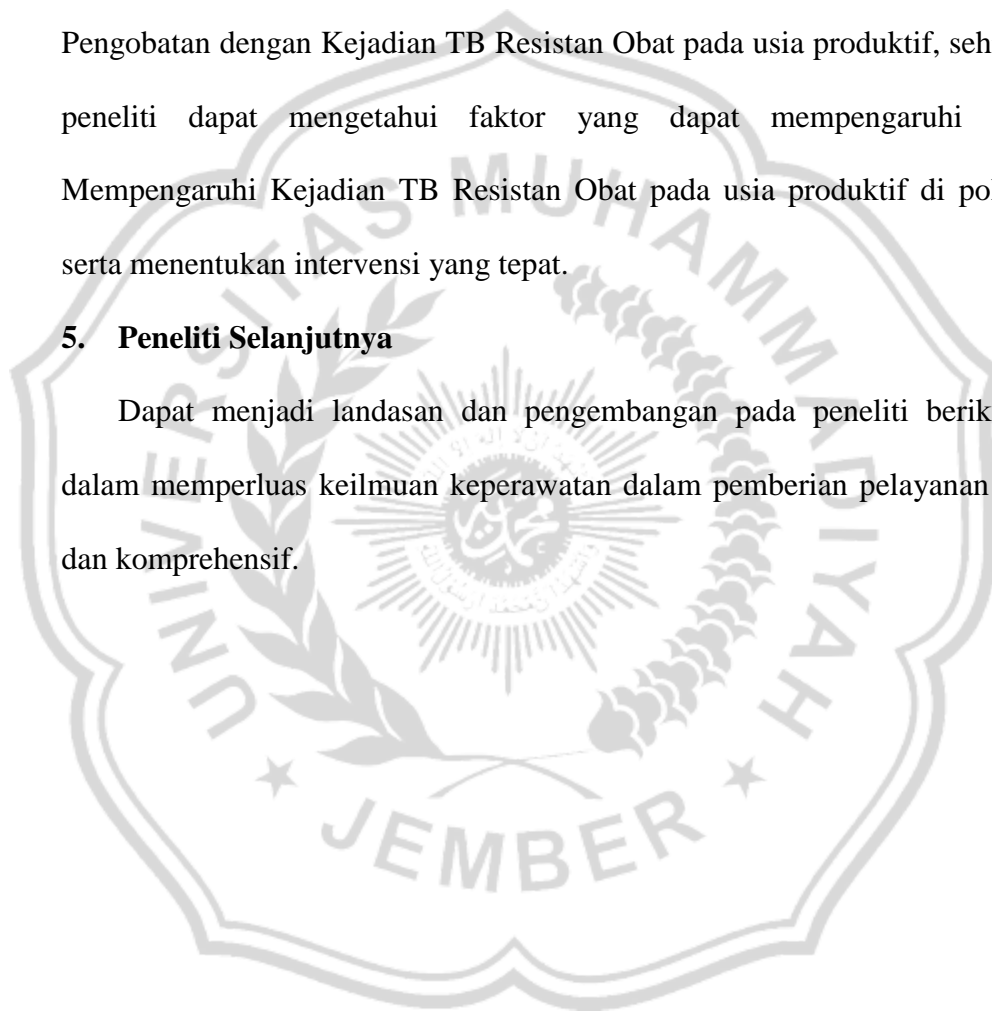 Pengobatan dengan Kejadian TB Resistan Obat pada usia produktif, seh
peneliti dapat mengetahui faktor yang dapat mempengaruhi
Mempengaruhi Kejadian TB Resistan Obat pada usia produktif di pol
serta menentukan intervensi yang tepat.
5. Peneliti Selanjutnya
Dapat menjadi landasan dan pengembangan pada peneliti berik
dalam memperluas keilmuan keperawatan dalam pemberian pelayanan
dan komprehensif.
UNIVERSITAS MUHAMMADIYAH
JEMBER